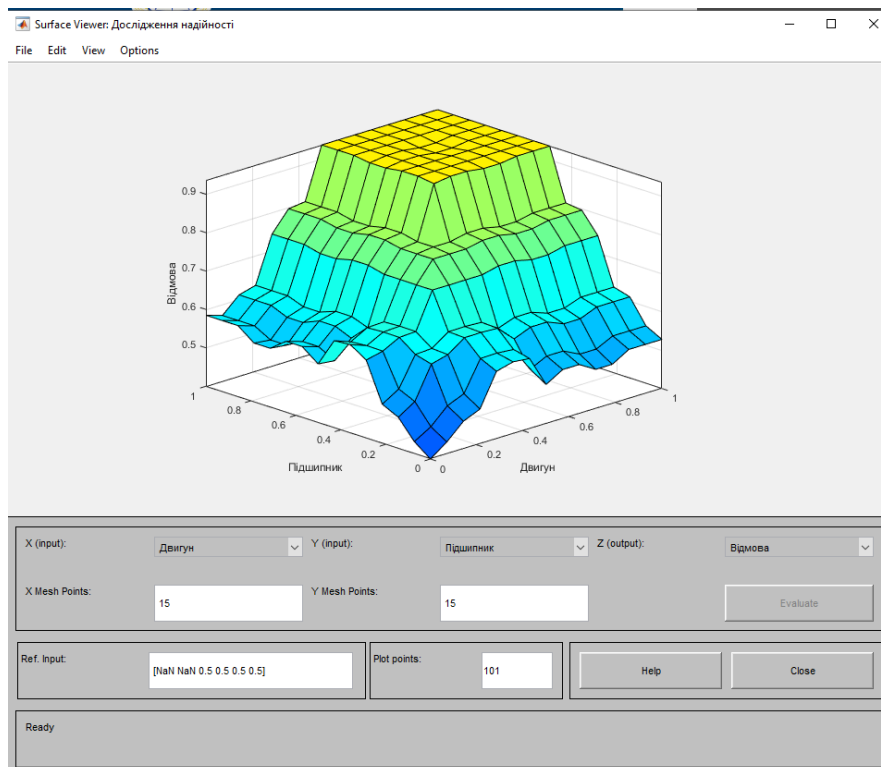 Surface Viewer: Дослідження надійності
File Edit View Options
0.9
0.8
0.7
0.6
0.5
Відмова
1
0.8
0.6
0.4
0.2
0
Підшипник
0
0.2
0.4
0.6
0.8
1
Двигун
X (input): Двигун Y (input): Підшипник Z (output): Відмова
X Mesh Points: 15 Y Mesh Points: 15 Evaluate
Ref. Input: [NaN NaN 0.5 0.5 0.5 0.5] Plot points: 101 Help Close
Ready